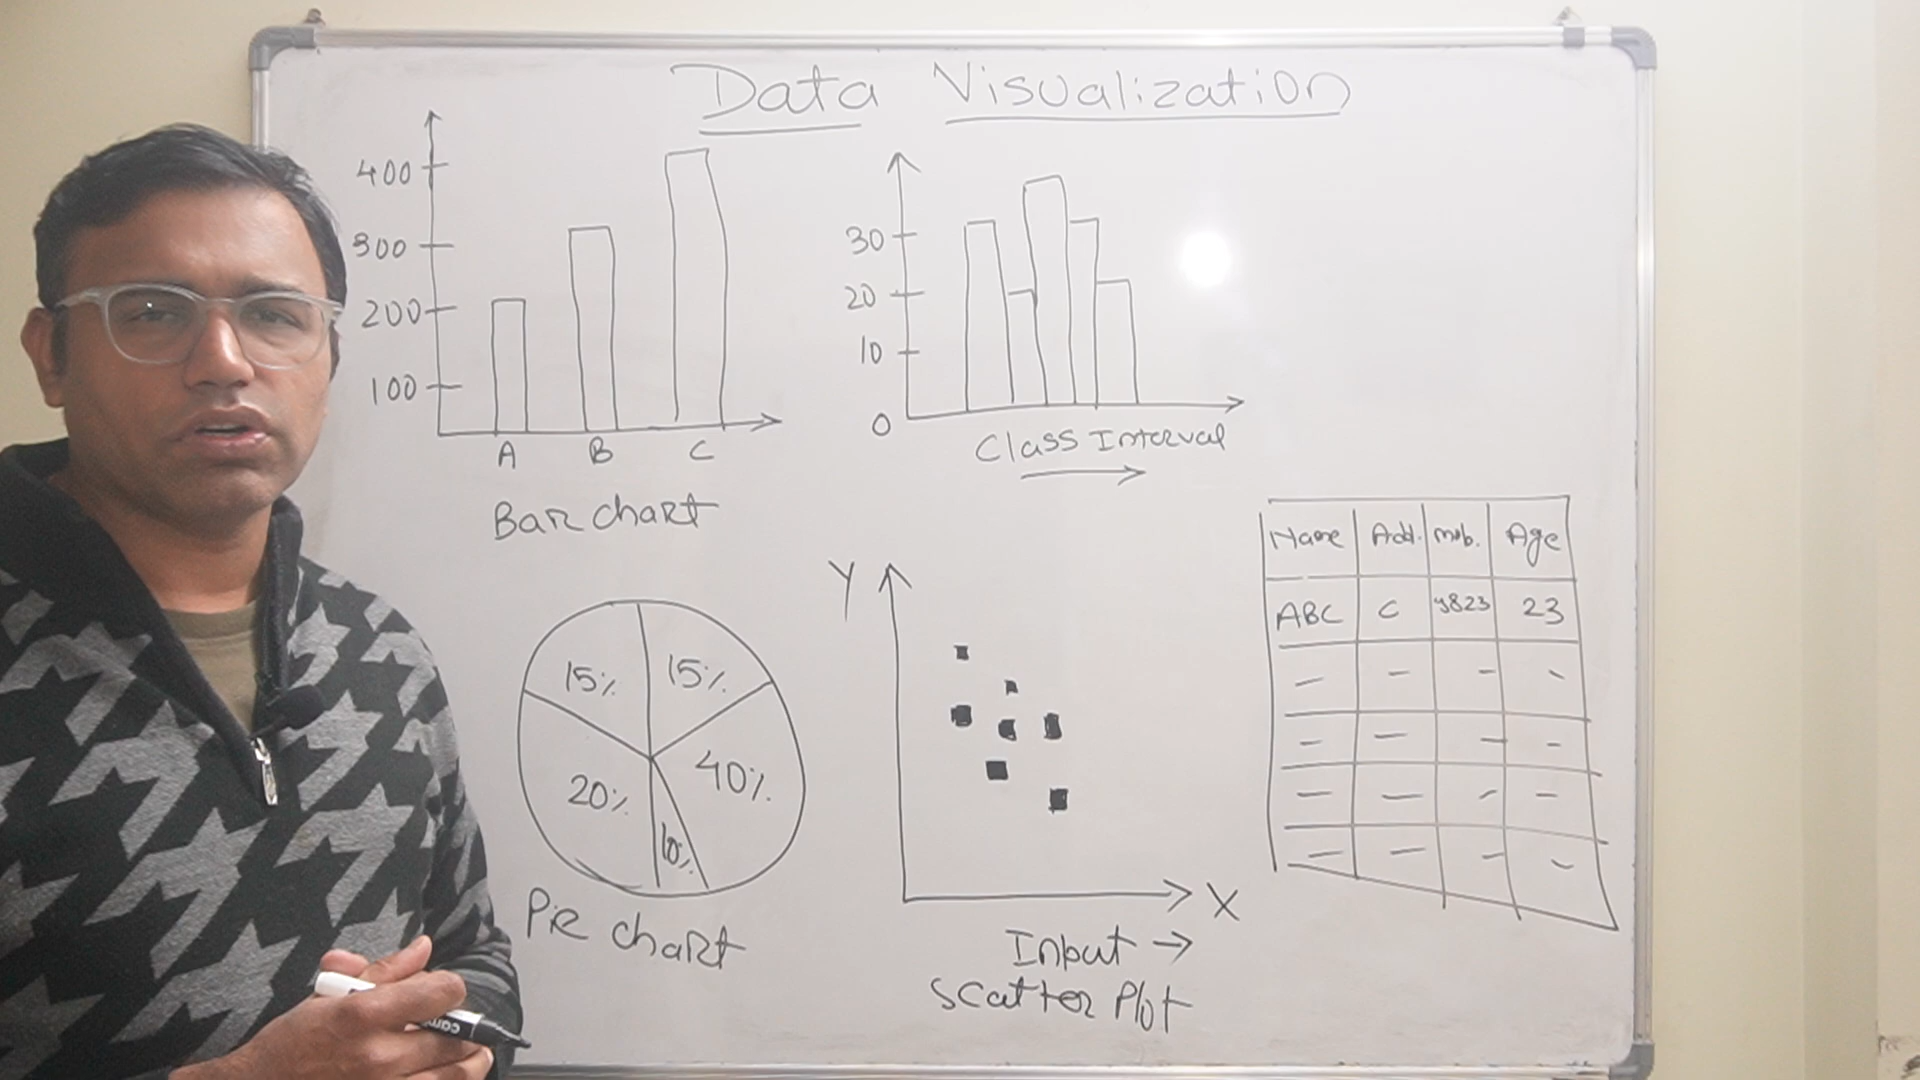 Data Visualization
400
300
200
100
A B C
Bar chart
30
20
10
0
Class Interval
15% 15%
20% 40%
10%
Pie chart
Y
X
Input
Scatter Plot
Name Add. mob. Age
ABC C 9823 23